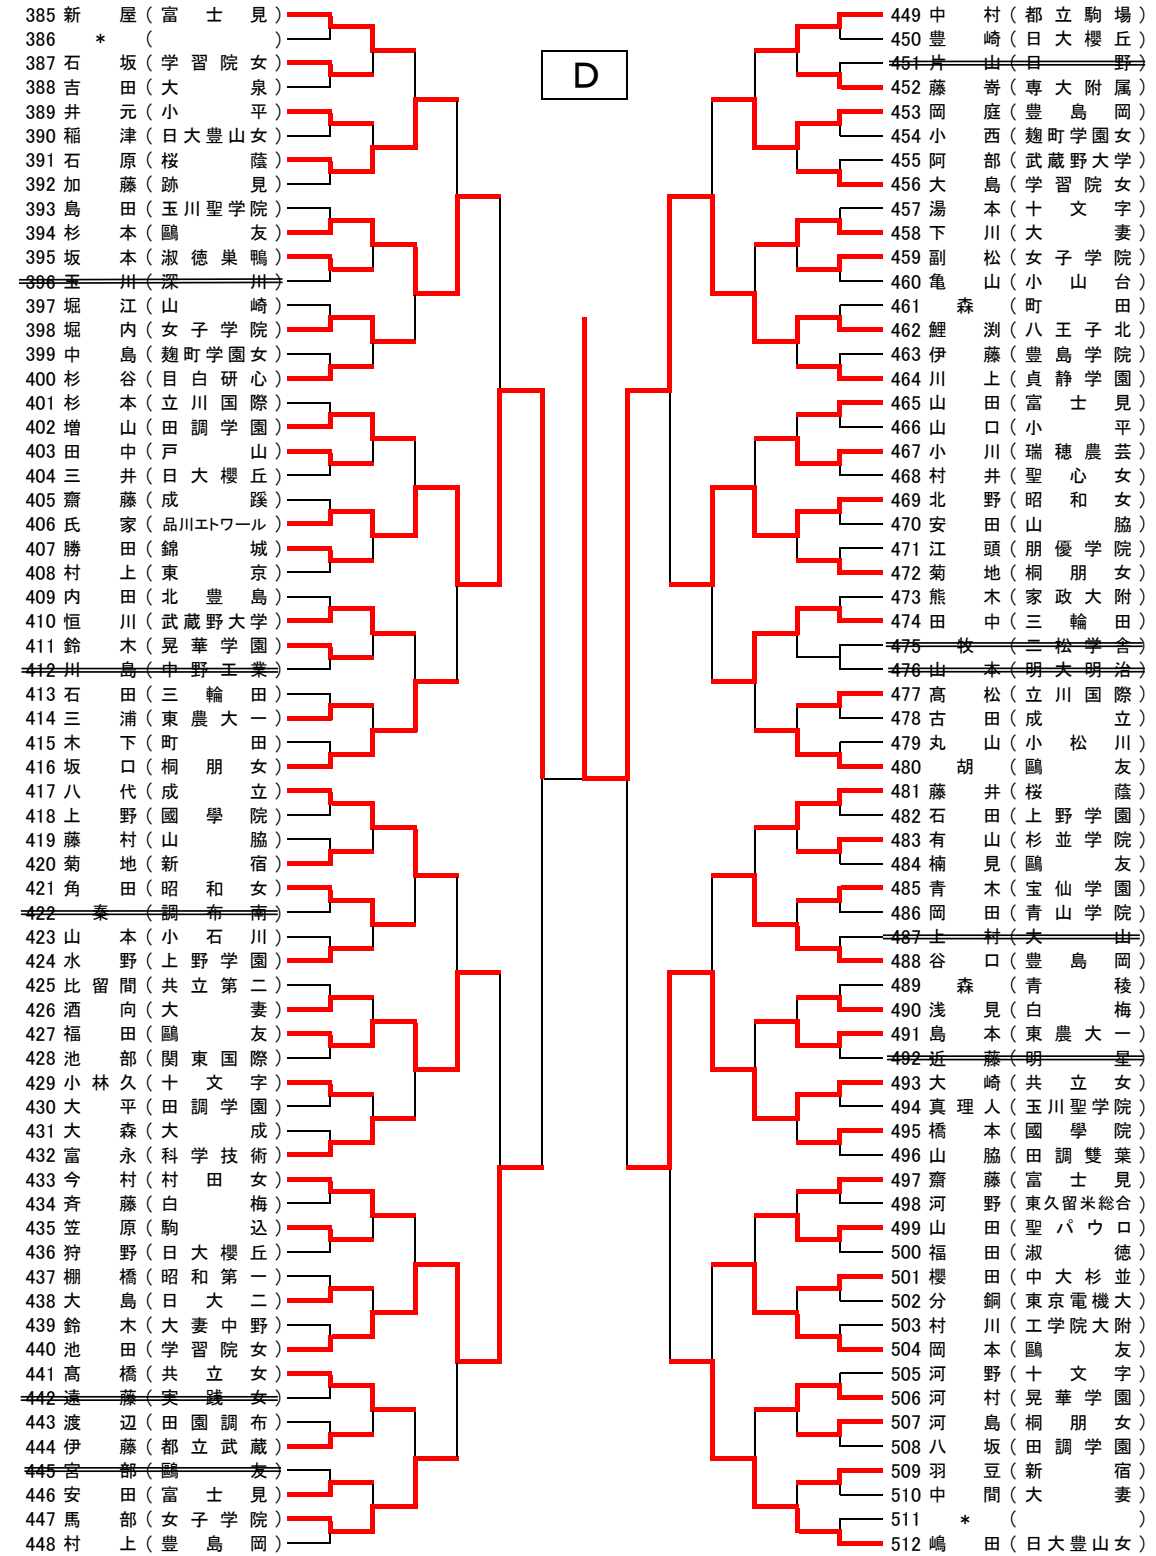 D
385 新屋 (富士見)
386 * ( )
387 石坂 (学習院女)
388 吉田 (大泉)
389 井元 (小平)
390 稲津 (日大豊山女)
391 石原 (桜蔭)
392 加藤 (跡見)
393 島田 (玉川聖学院)
394 杉本 (鷗友)
395 坂本 (淑徳巣鴨)
396 玉川 (深川)
397 堀江 (山崎)
398 堀内 (女子学院)
399 中島 (麹町学園女)
400 杉谷 (目白研心)
401 杉本 (立川国際)
402 増山 (田調学園)
403 田中 (戸山)
404 三井 (日大櫻丘)
405 齋藤 (成蹊)
406 氏家 (品川エトワール)
407 勝田 (錦城)
408 村上 (東京)
409 内田 (北豊島)
410 恒川 (武蔵野大学)
411 鈴木 (晃華学園)
412 川島 (中野工業)
413 石田 (三輪田)
414 三浦 (東農大一)
415 木下 (町田)
416 坂口 (桐朋女)
417 八代 (成立)
418 上野 (國學院)
419 藤村 (山脇)
420 菊地 (新宿)
421 角田 (昭和女)
422 秦 (調布南)
423 山本 (小石川)
424 水野 (上野学園)
425 比留間 (共立第二)
426 酒向 (大妻)
427 福田 (鷗友)
428 池部 (関東国際)
429 小林久 (十文字)
430 大平 (田調学園)
431 大森 (大成)
432 富永 (科学技術)
433 今村 (村田女)
434 斉藤 (白梅)
435 笠原 (駒込)
436 狩野 (日大櫻丘)
437 棚橋 (昭和第一)
438 大島 (日大二)
439 鈴木 (大妻中野)
440 池田 (学習院女)
441 髙橋 (共立女)
442 遠藤 (実践女)
443 渡辺 (田園調布)
444 伊藤 (都立武蔵)
445 宮部 (鷗友)
446 安田 (富士見)
447 馬部 (女子学院)
448 村上 (豊島岡)
449 中村 (都立駒場)
450 豊崎 (日大櫻丘)
451 片山 (日野)
452 藤嵜 (専大附属)
453 岡庭 (豊島岡)
454 小西 (麹町学園女)
455 阿部 (武蔵野大学)
456 大島 (学習院女)
457 湯本 (十文字)
458 下川 (大妻)
459 副松 (女子学院)
460 亀山 (小山台)
461 森 (町田)
462 鯉渕 (八王子北)
463 伊藤 (豊島学院)
464 川上 (貞静学園)
465 山田 (富士見)
466 山口 (小平)
467 小川 (瑞穂農芸)
468 村井 (聖心女)
469 北野 (昭和女)
470 安田 (山脇)
471 江頭 (朋優学院)
472 菊地 (桐朋女)
473 熊木 (家政大附)
474 田中 (三輪田)
475 牧 (二松学舎)
476 山本 (明大明治)
477 髙松 (立川国際)
478 古田 (成立)
479 丸山 (小松川)
480 胡 (鷗友)
481 藤井 (桜蔭)
482 石田 (上野学園)
483 有山 (杉並学院)
484 楠見 (鷗友)
485 青木 (宝仙学園)
486 岡田 (青山学院)
487 上村 (大山)
488 谷口 (豊島岡)
489 森 (青稜)
490 浅見 (白梅)
491 島本 (東農大一)
492 近藤 (明星)
493 大崎 (共立女)
494 真理人 (玉川聖学院)
495 橋本 (國學院)
496 山脇 (田調雙葉)
497 齋藤 (富士見)
498 河野 (東久留米総合)
499 山田 (聖パウロ)
500 福田 (淑徳)
501 櫻田 (中大杉並)
502 分銅 (東京電機大)
503 村川 (工学院大附)
504 岡本 (鷗友)
505 河野 (十文字)
506 河村 (晃華学園)
507 河島 (桐朋女)
508 八坂 (田調学園)
509 羽豆 (新宿)
510 中間 (大妻)
511 * ( )
512 嶋田 (日大豊山女)